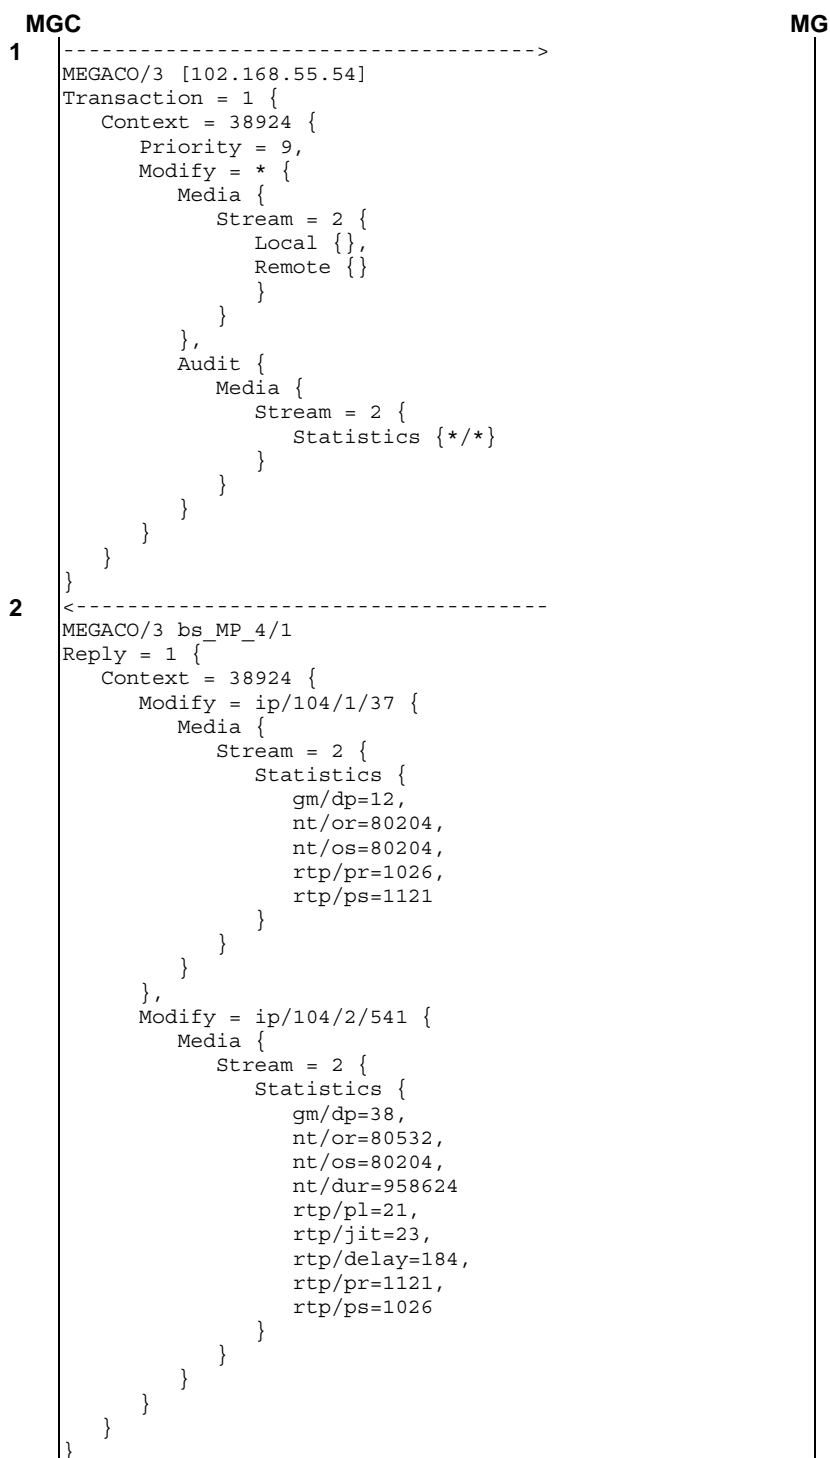 MGC MG
1 ------------------------------------->
MEGACO/3 [102.168.55.54]
Transaction = 1 {
   Context = 38924 {
      Priority = 9,
      Modify = * {
         Media {
            Stream = 2 {
               Local {},
               Remote {}
               }
            }
         },
         Audit {
            Media {
               Stream = 2 {
                  Statistics {*/*}
               }
            }
         }
      }
   }
}
2 <-------------------------------------
MEGACO/3 bs_MP_4/1
Reply = 1 {
   Context = 38924 {
      Modify = ip/104/1/37 {
         Media {
            Stream = 2 {
               Statistics {
                  gm/dp=12,
                  nt/or=80204,
                  nt/os=80204,
                  rtp/pr=1026,
                  rtp/ps=1121
               }
            }
         }
      },
      Modify = ip/104/2/541 {
         Media {
            Stream = 2 {
               Statistics {
                  gm/dp=38,
                  nt/or=80532,
                  nt/os=80204,
                  nt/dur=958624
                  rtp/pl=21,
                  rtp/jit=23,
                  rtp/delay=184,
                  rtp/pr=1121,
                  rtp/ps=1026
               }
            }
         }
      }
   }
}